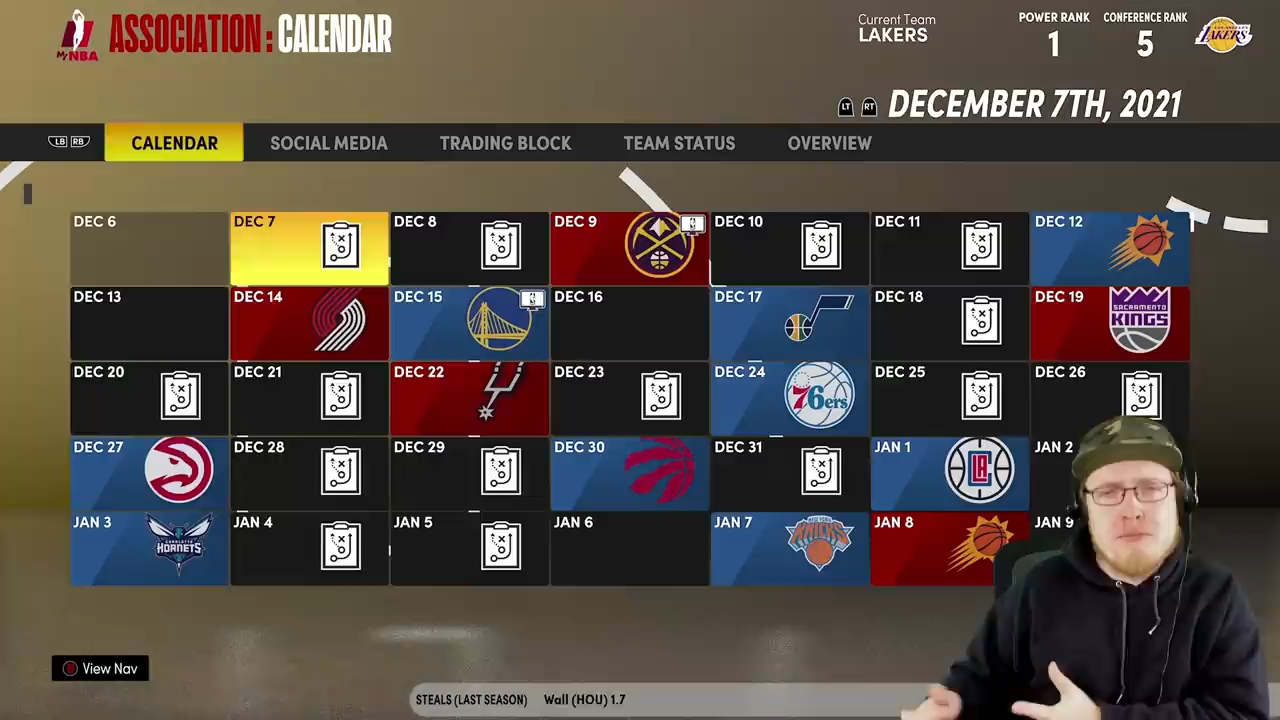 MyNBA
ASSOCIATION: CALENDAR
Current Team
LAKERS
POWER RANK
1
CONFERENCE RANK
5
LOS ANGELES
LAKERS
LT RT
DECEMBER 7TH, 2021
LB RB
CALENDAR
SOCIAL MEDIA
TRADING BLOCK
TEAM STATUS
OVERVIEW
DEC 6
DEC 7
DEC 8
DEC 9
DEC 10
DEC 11
DEC 12
DEC 13
DEC 14
DEC 15
DEC 16
DEC 17
DEC 18
DEC 19
SACRAMENTO
KINGS
DEC 20
DEC 21
DEC 22
DEC 23
DEC 24
76ers
DEC 25
DEC 26
DEC 27
DEC 28
DEC 29
DEC 30
DEC 31
JAN 1
LA
JAN 2
JAN 3
CHARLOTTE
HORNETS
JAN 4
JAN 5
JAN 6
JAN 7
NEW YORK
KNICKS
JAN 8
JAN 9
View Nav
STEALS (LAST SEASON) Wall (HOU) 1.7